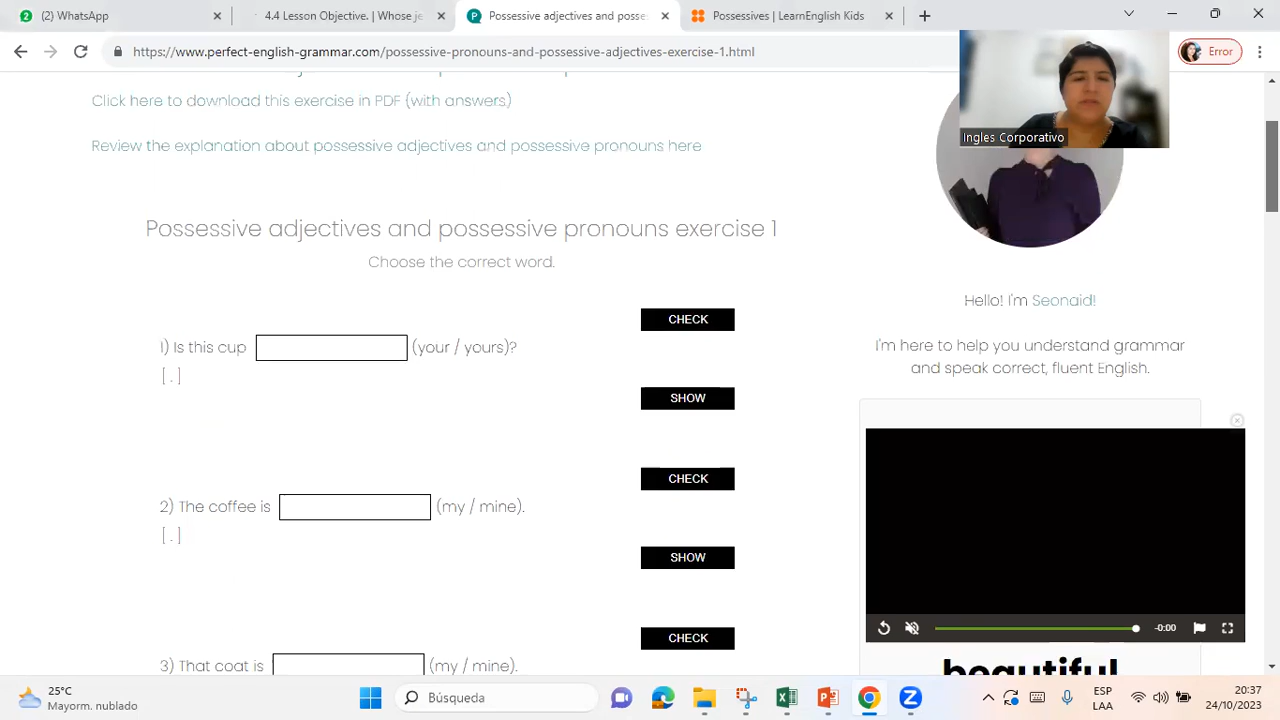 (2) WhatsApp
4.4 Lesson Objective. | Whose je
Possessive adjectives and posse
Possessives | LearnEnglish Kids
https://www.perfect-english-grammar.com/possessive-pronouns-and-possessive-adjectives-exercise-1.html
Error
Click here to download this exercise in PDF (with answers)
Review the explanation about possessive adjectives and possessive pronouns here
Ingles Corporativo
Possessive adjectives and possessive pronouns exercise 1
Choose the correct word.
CHECK
1) Is this cup (your / yours)?
[ . ]
SHOW
CHECK
2) The coffee is (my / mine).
[ . ]
SHOW
CHECK
3) That coat is (my / mine).
Hello! I'm Seonaid!
I'm here to help you understand grammar
and speak correct, fluent English.
-0:00
beautiful
25°C
Mayorm. nublado
Búsqueda
ESP
LAA
20:37
24/10/2023